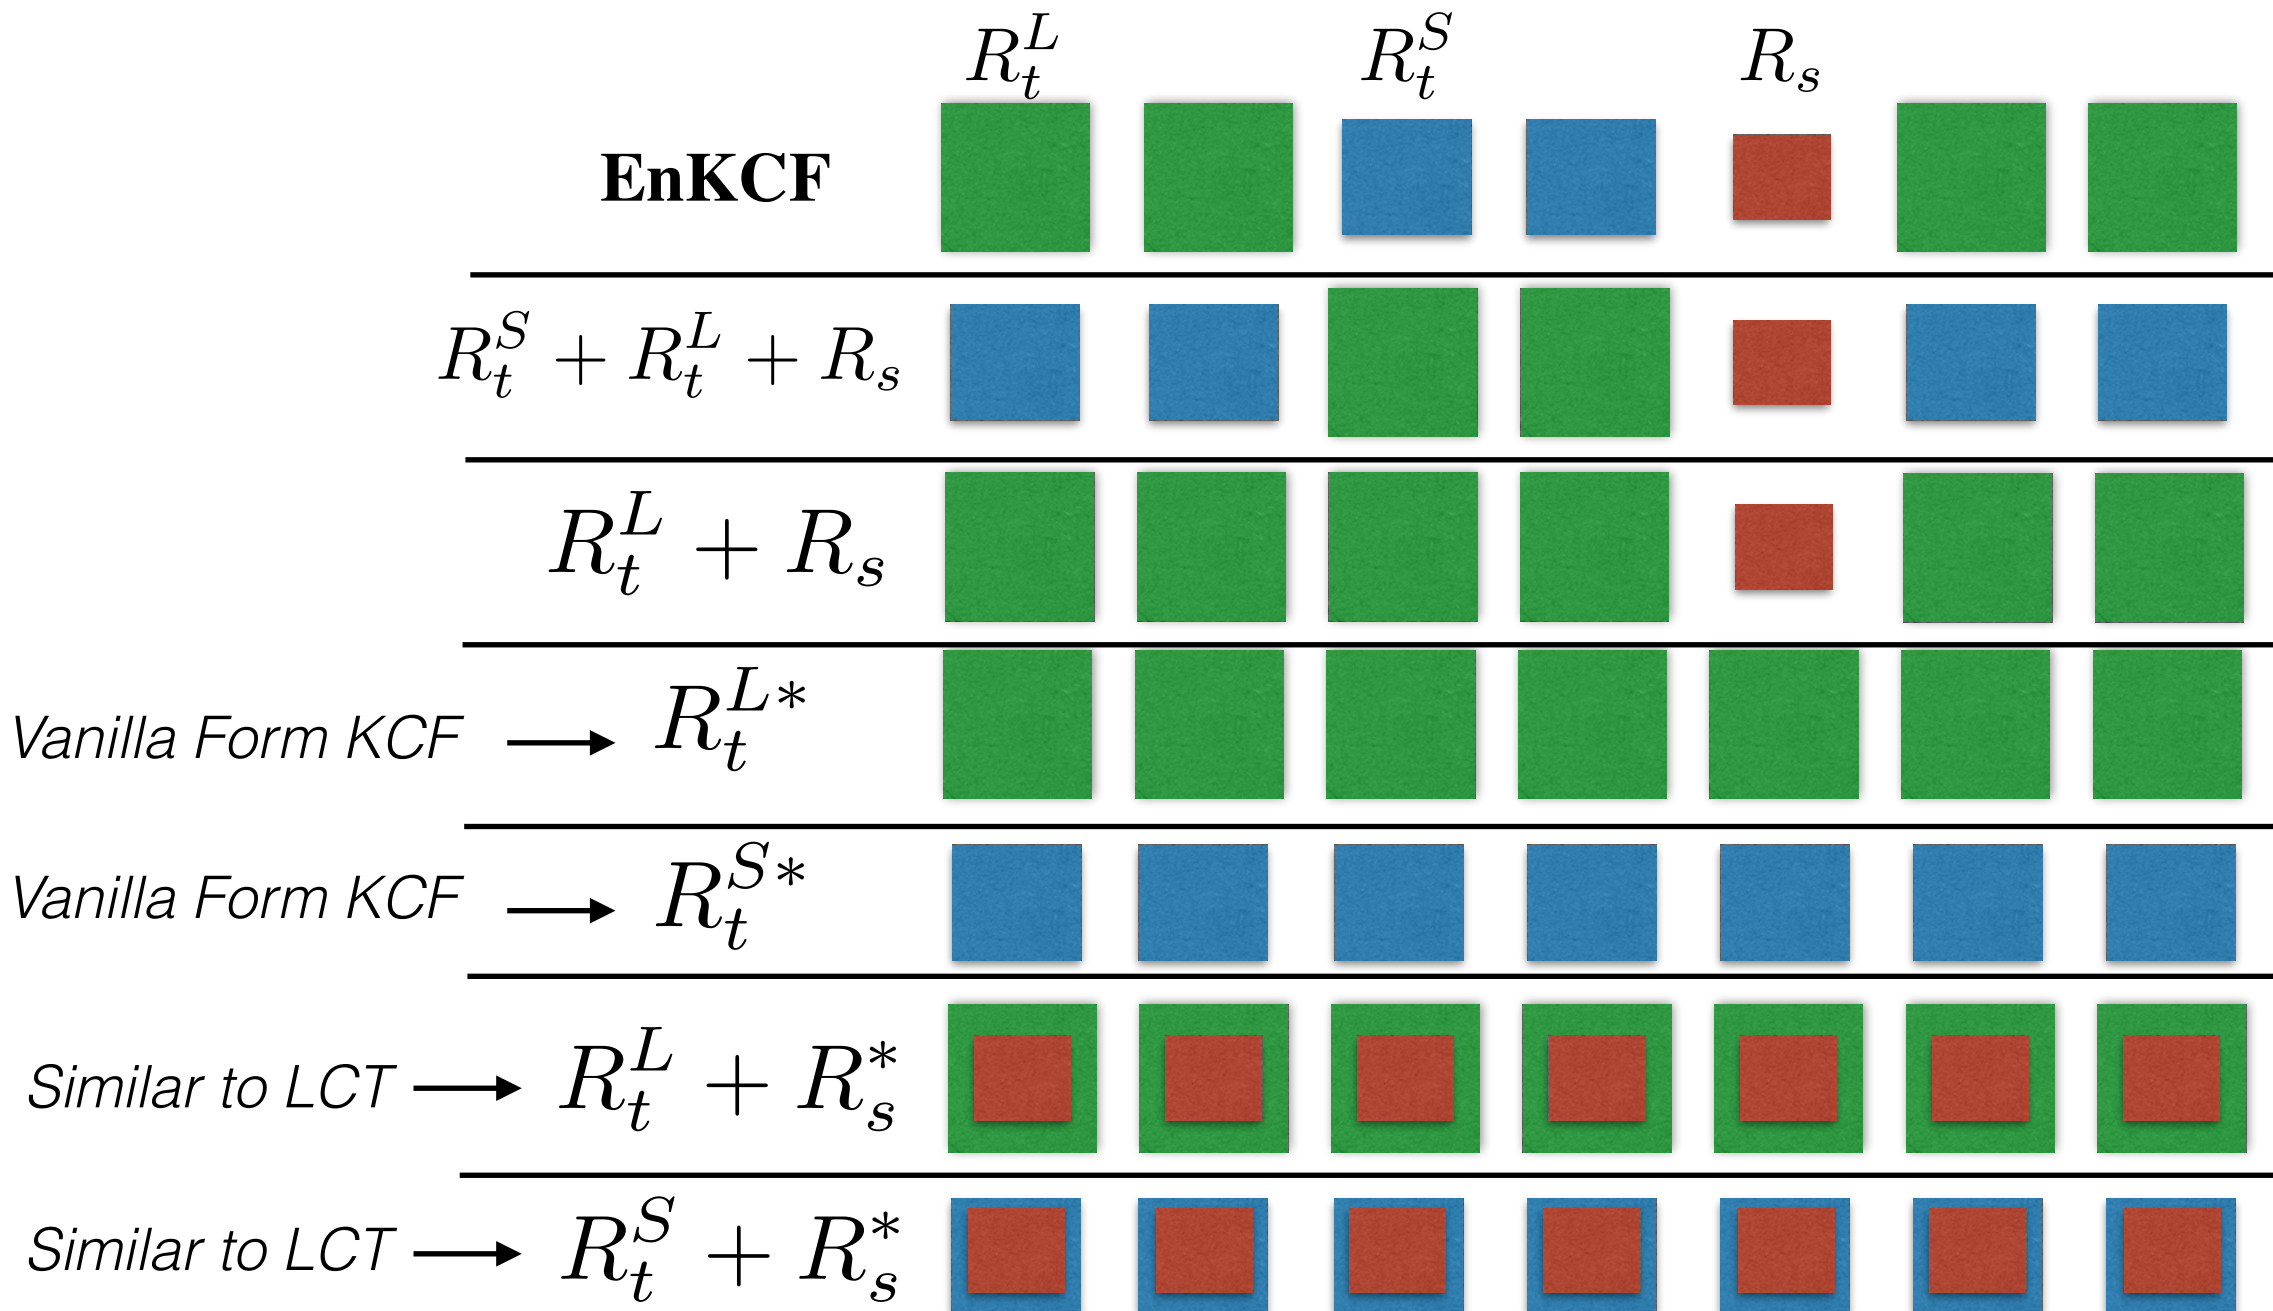 R_t^L R_t^S R_s
EnKCF
R_t^S + R_t^L + R_s
R_t^L + R_s
Vanilla Form KCF → R_t^{L*}
Vanilla Form KCF → R_t^{S*}
Similar to LCT → R_t^L + R_s^*
Similar to LCT → R_t^S + R_s^*